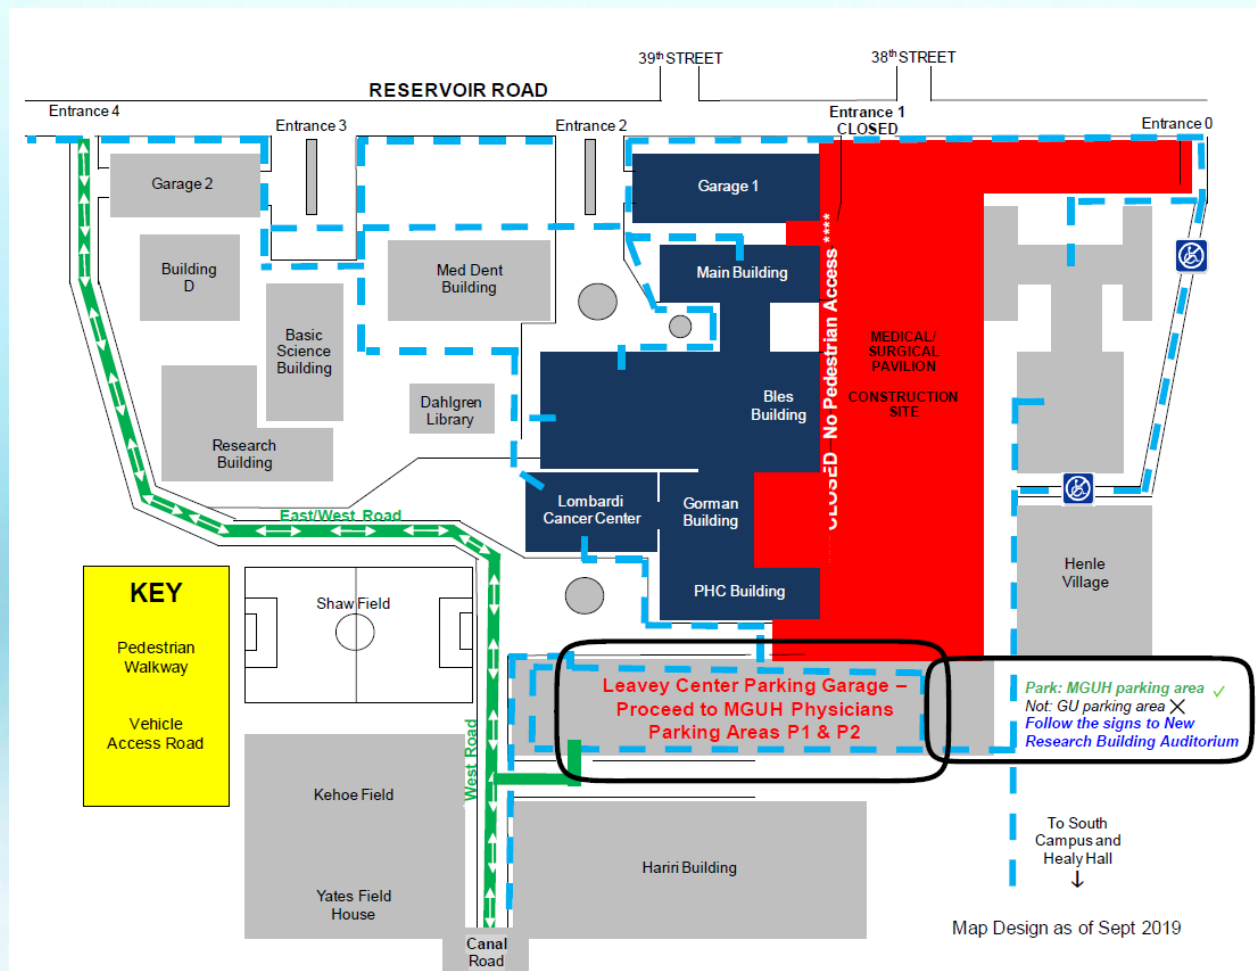 39th STREET
38th STREET
RESERVOIR ROAD
Entrance 4
Entrance 3
Entrance 2
Entrance 1
CLOSED
Entrance 0
Garage 2
Garage 1
Building
D
Med Dent
Building
Main Building
CLOSED No Pedestrian Access ****
MEDICAL/
SURGICAL
PAVILION
CONSTRUCTION
SITE
Basic
Science
Building
Bles
Building
Dahlgren
Library
Research
Building
Lombardi
Cancer Center
Gorman
Building
East/West Road
Henle
Village
PHC Building
KEY
Pedestrian
Walkway
Vehicle
Access Road
Shaw Field
West Road
Leavey Center Parking Garage –
Proceed to MGUH Physicians
Parking Areas P1 & P2
Park: MGUH parking area ✓
Not: GU parking area X
Follow the signs to New
Research Building Auditorium
Kehoe Field
Yates Field
House
Hariri Building
To South
Campus and
Healy Hall
↓
Canal
Road
Map Design as of Sept 2019